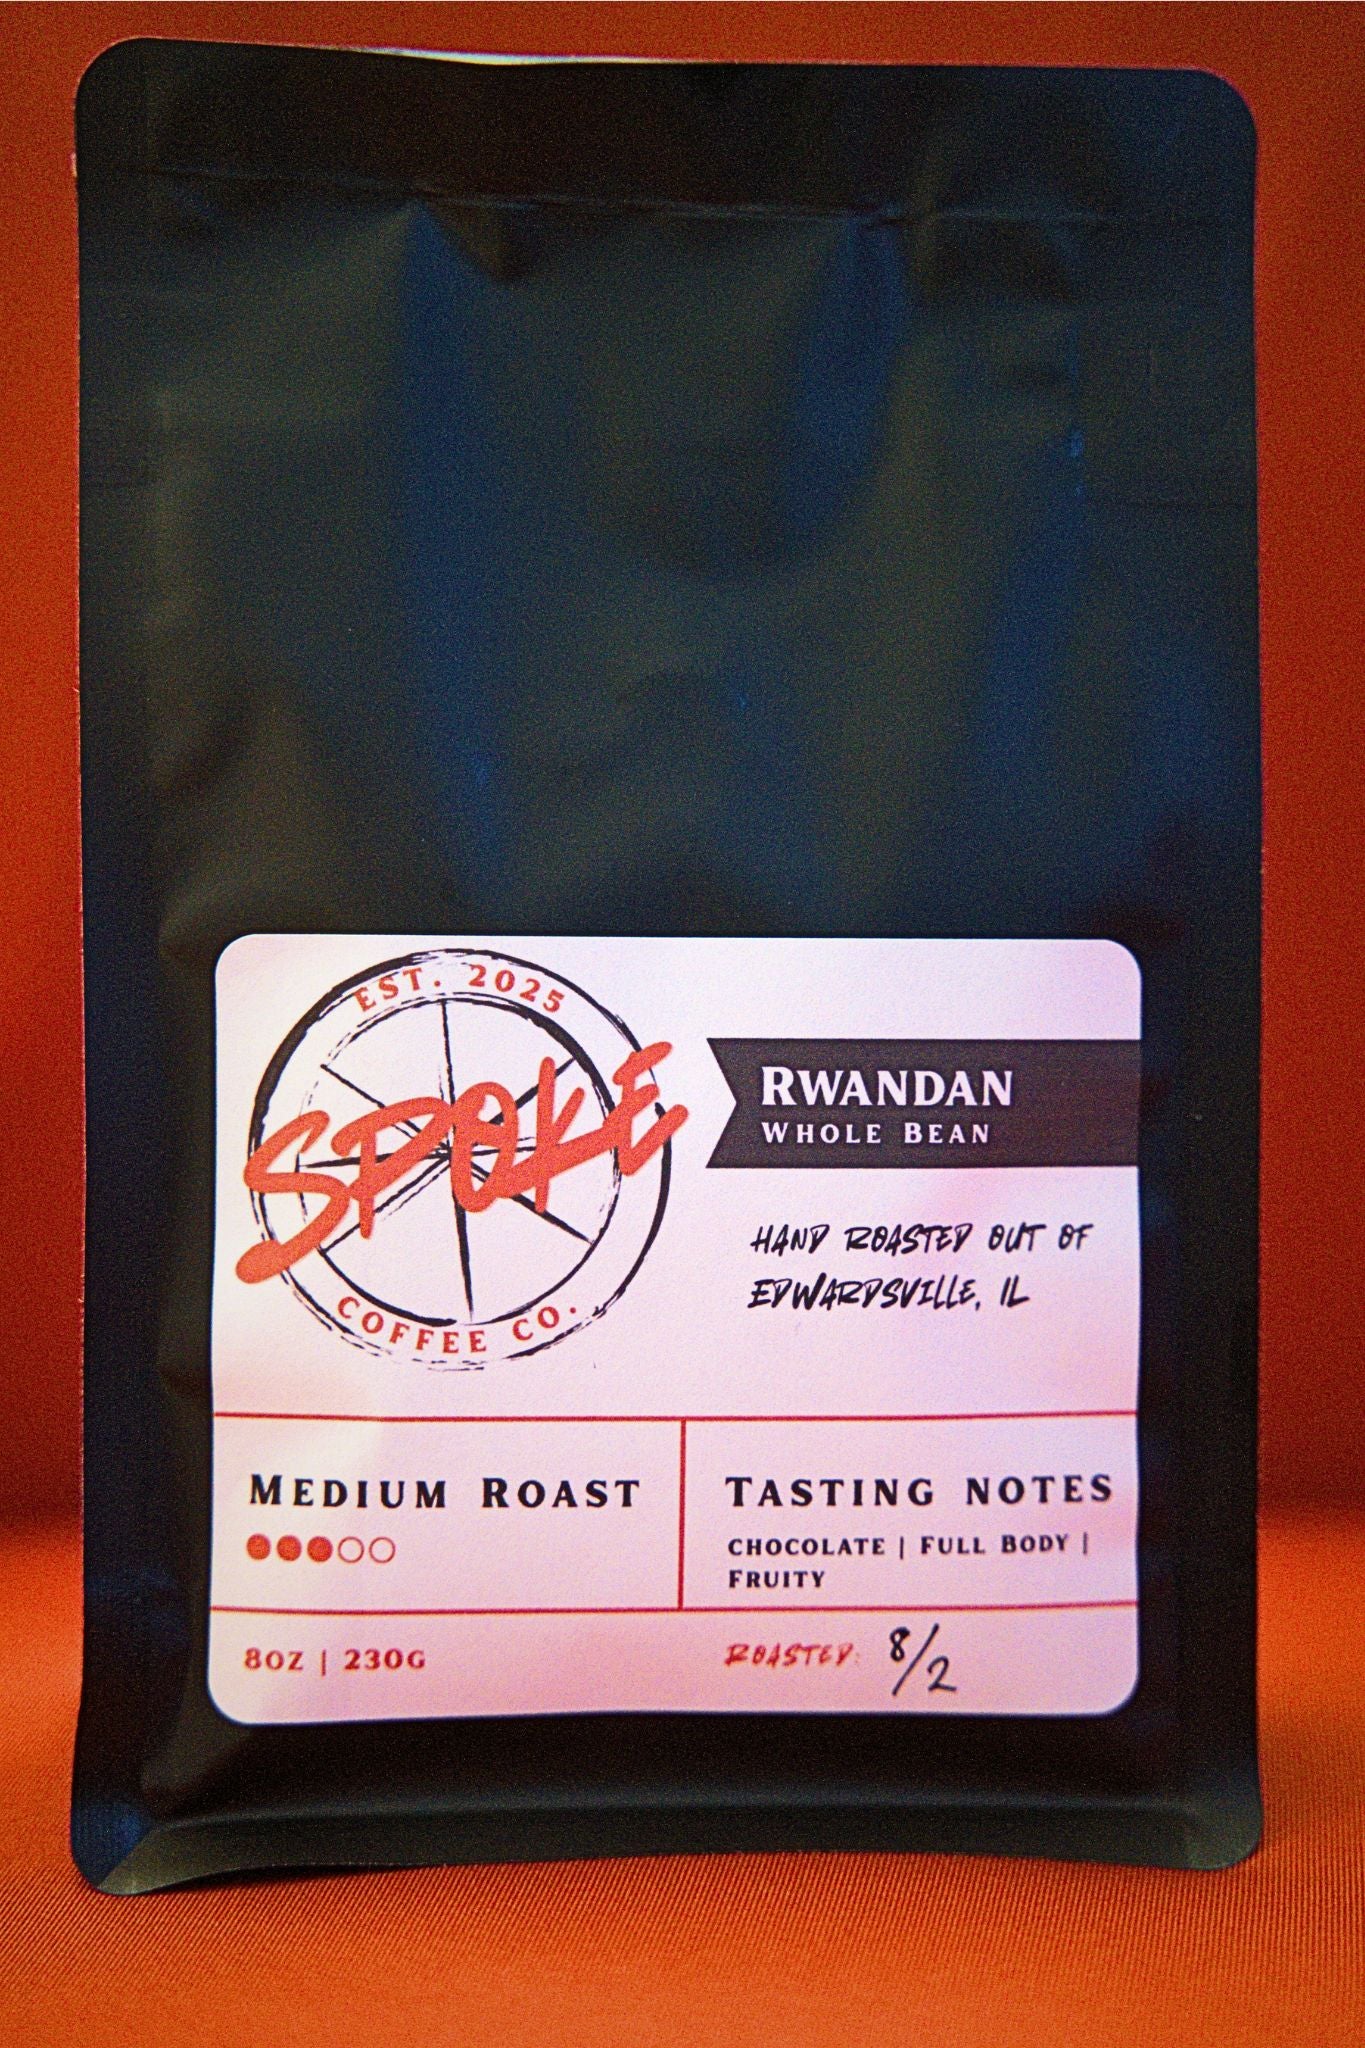 EST. 2025
SPOKE
COFFEE CO.
RWANDAN
WHOLE BEAN
HAND ROASTED OUT OF
EDWARDSVILLE, IL
MEDIUM ROAST
TASTING NOTES
CHOCOLATE | FULL BODY |
FRUITY
8OZ | 230G
ROASTED: 8/2